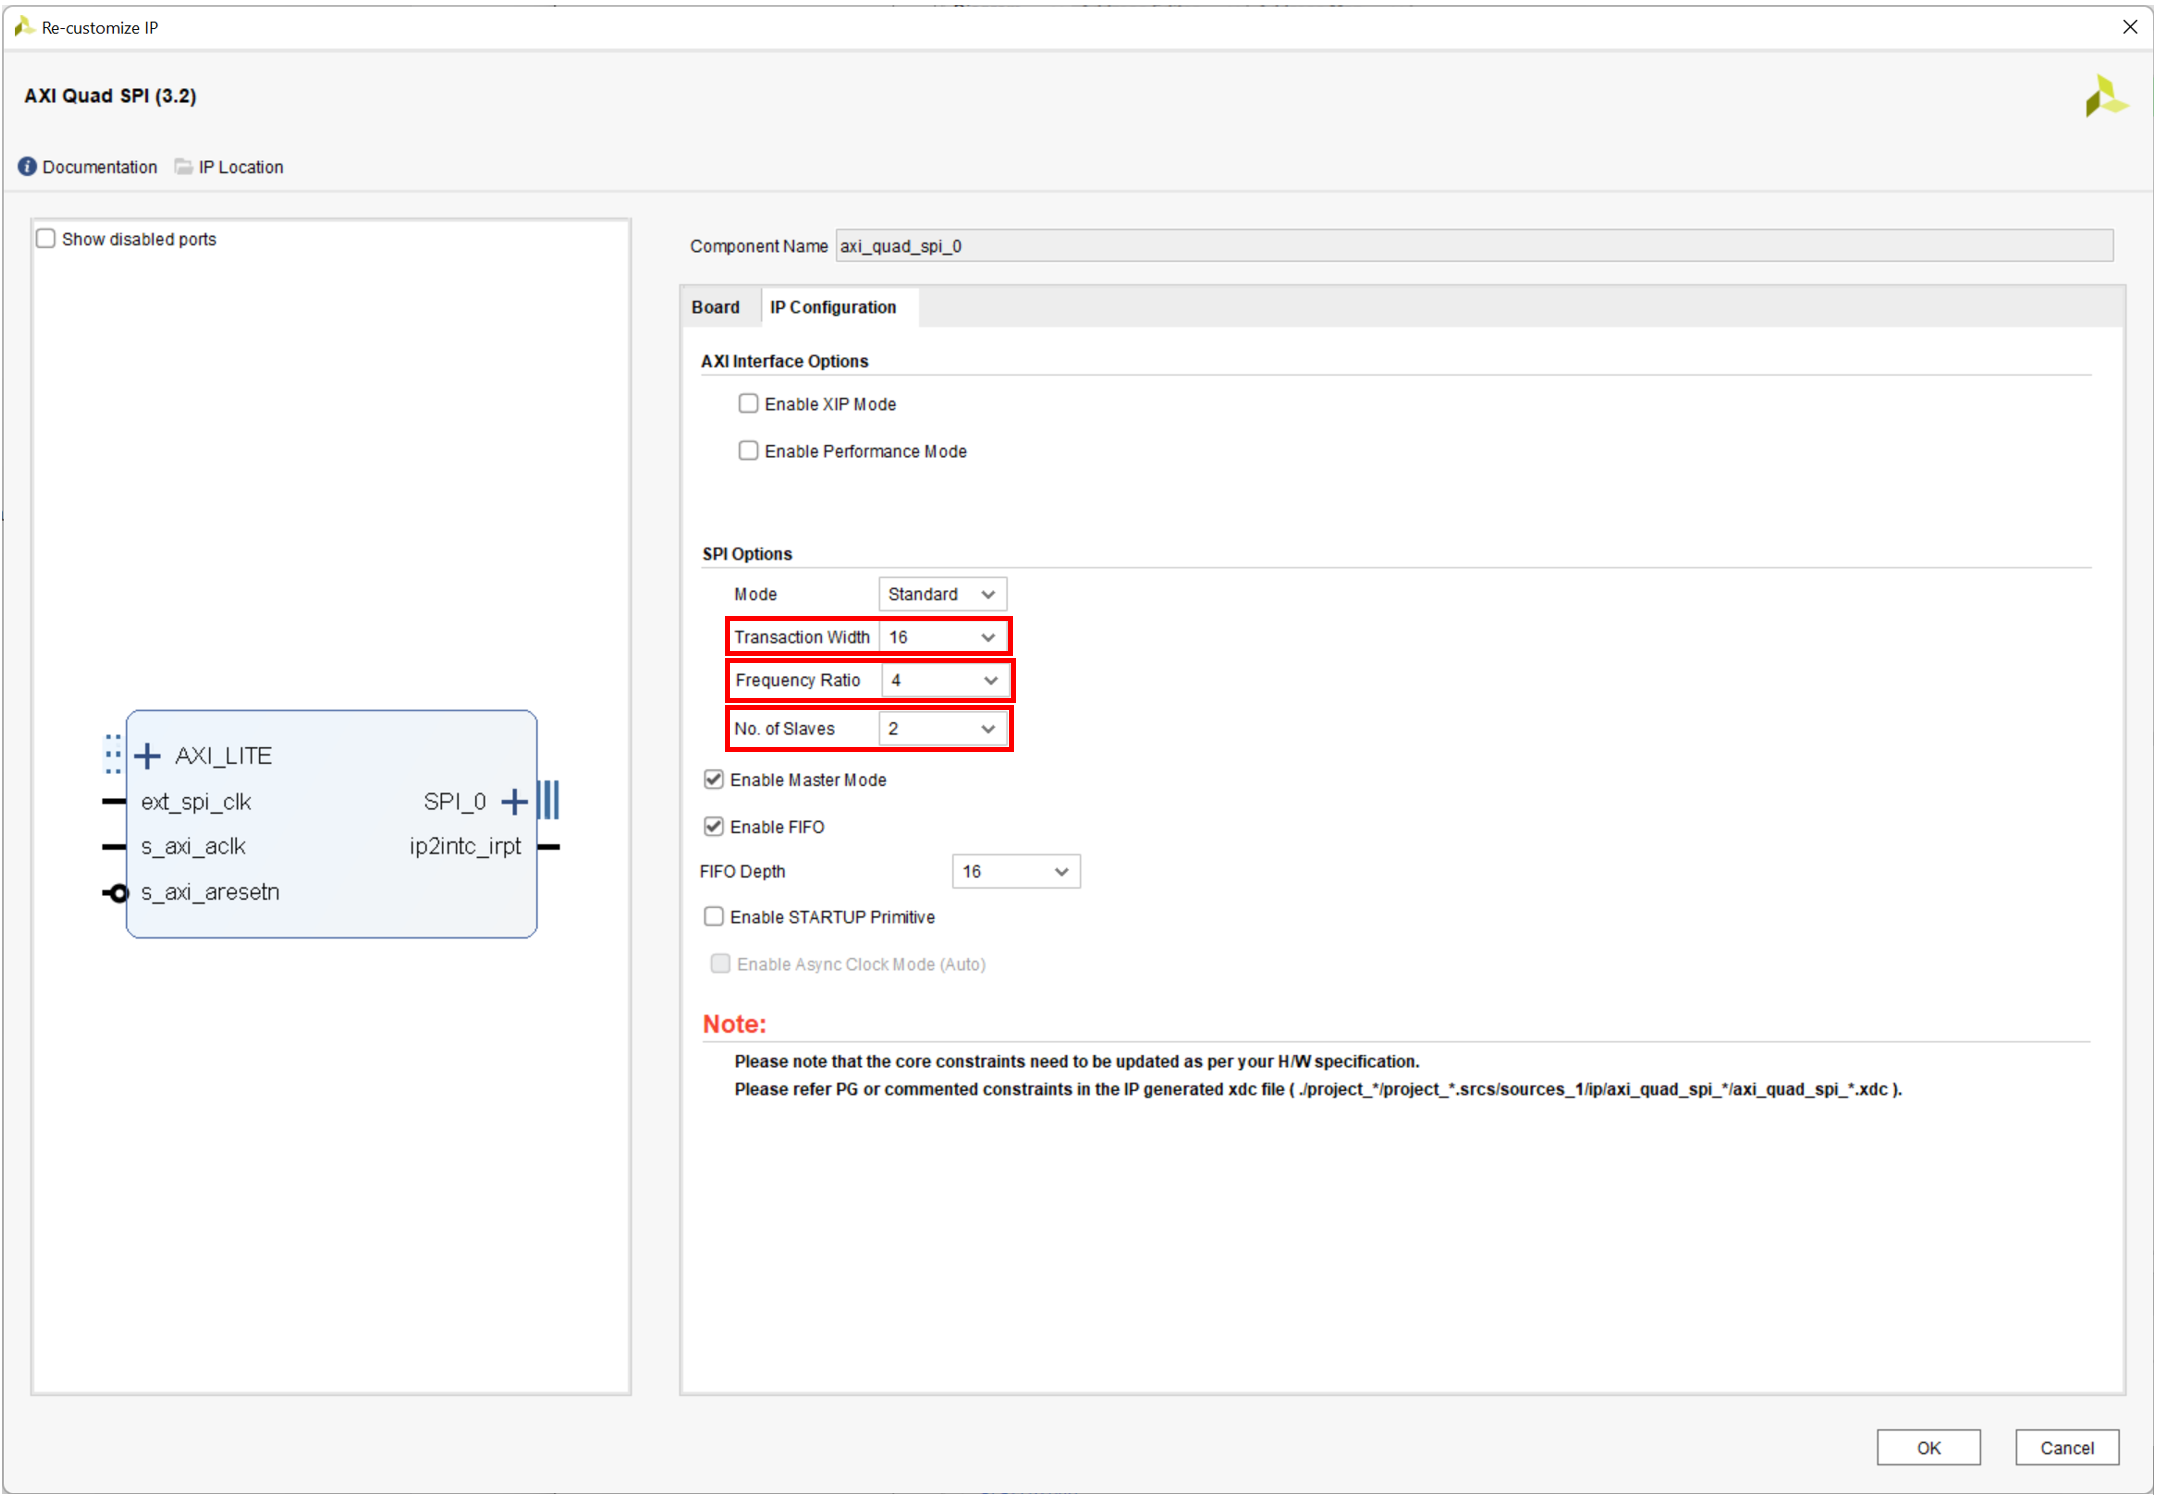 Re-customize IP
AXI Quad SPI (3.2)
Documentation IP Location
Show disabled ports
AXI_LITE
ext_spi_clk
s_axi_aclk
s_axi_aresetn
SPI_0
ip2intc_irpt
Component Name axi_quad_spi_0
Board IP Configuration
AXI Interface Options
Enable XIP Mode
Enable Performance Mode
SPI Options
Mode Standard
Transaction Width 16
Frequency Ratio 4
No. of Slaves 2
Enable Master Mode
Enable FIFO
FIFO Depth 16
Enable STARTUP Primitive
Enable Async Clock Mode (Auto)
Note:
Please note that the core constraints need to be updated as per your H/W specification.
Please refer PG or commented constraints in the IP generated xdc file ( ./project_*/project_*.srcs/sources_1/ip/axi_quad_spi_*/axi_quad_spi_*.xdc ).
OK Cancel